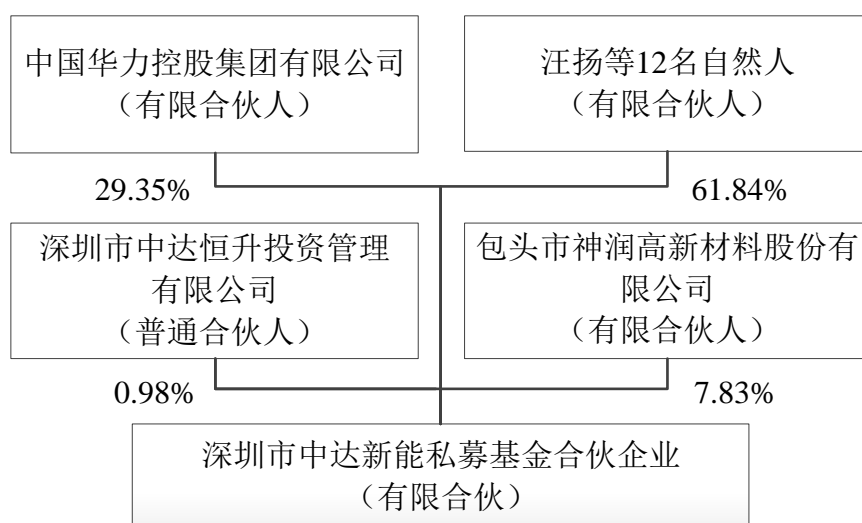 中国华力控股集团有限公司
（有限合伙人）
汪扬等12名自然人
（有限合伙人）
29.35%
61.84%
深圳市中达恒升投资管理
有限公司
（普通合伙人）
包头市神润高新材料股份有
限公司
（有限合伙人）
0.98%
7.83%
深圳市中达新能私募基金合伙企业
（有限合伙）